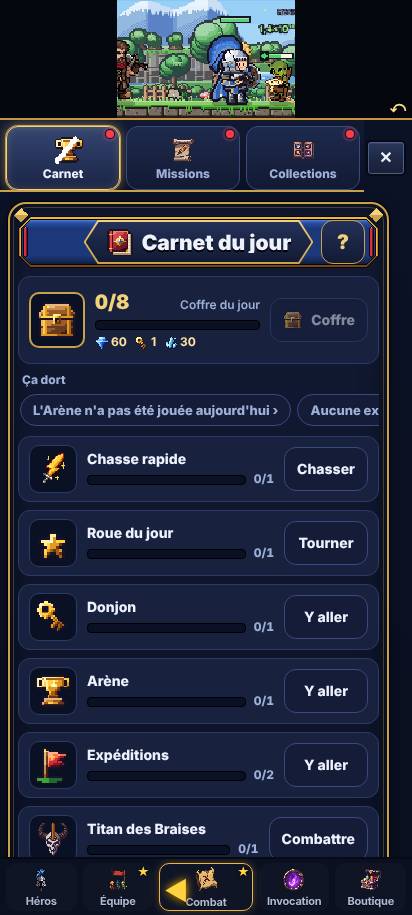 Carnet
Missions
Collections
×
Carnet du jour
?
0/8
Coffre du jour
60
1
30
Coffre
Ça dort
L'Arène n'a pas été jouée aujourd'hui ›
Aucune ex
Chasse rapide
0/1
Chasser
Roue du jour
0/1
Tourner
Donjon
0/1
Y aller
Arène
0/1
Y aller
Expéditions
0/2
Y aller
Titan des Braises
0/1
Combattre
Héros
Équipe
Combat
Invocation
Boutique